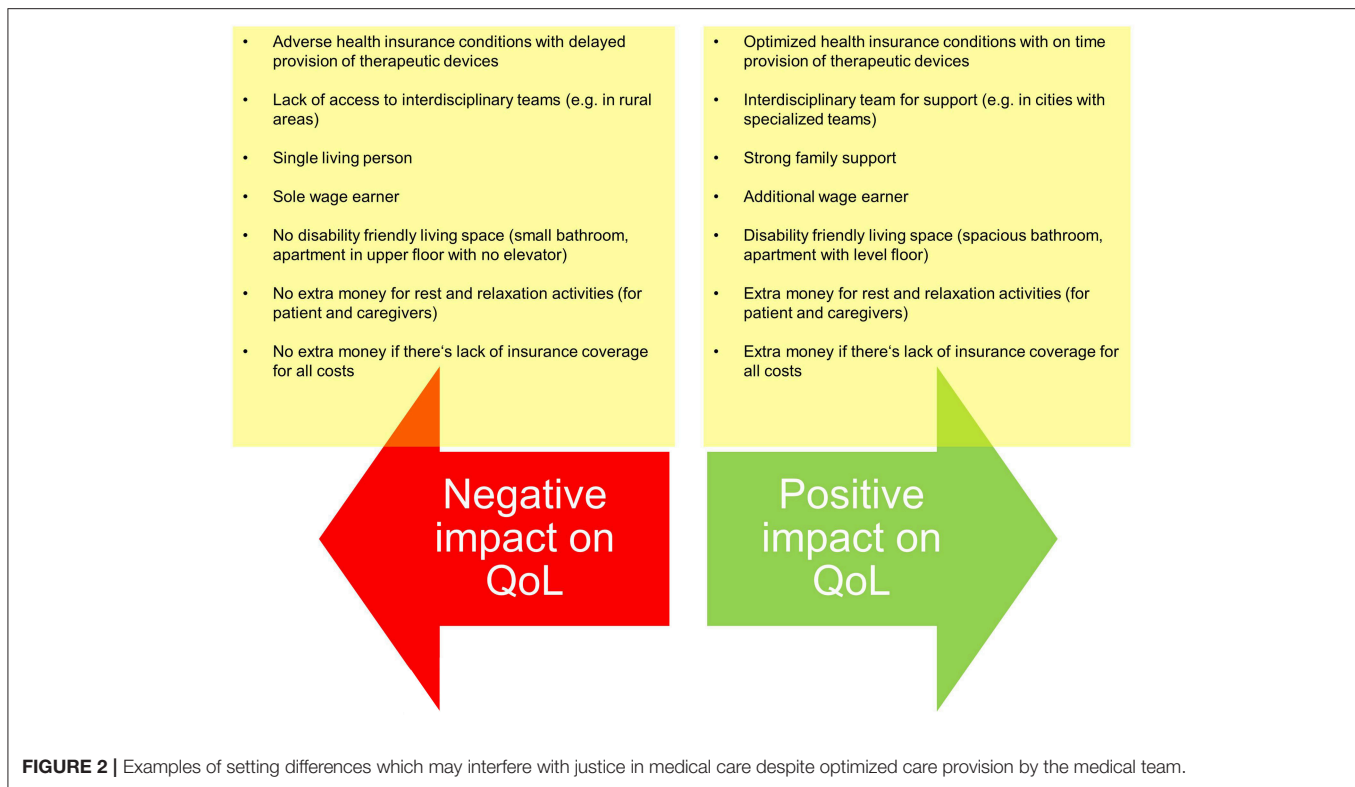 • Adverse health insurance conditions with delayed
provision of therapeutic devices
• Lack of access to interdisciplinary teams (e.g. in rural
areas)
• Single living person
• Sole wage earner
• No disability friendly living space (small bathroom,
apartment in upper floor with no elevator)
• No extra money for rest and relaxation activities (for
patient and caregivers)
• No extra money if there‘s lack of insurance coverage
for all costs
• Optimized health insurance conditions with on time
provision of therapeutic devices
• Interdisciplinary team for support (e.g. in cities with
specialized teams)
• Strong family support
• Additional wage earner
• Disability friendly living space (spacious bathroom,
apartment with level floor)
• Extra money for rest and relaxation activities (for
patient and caregivers)
• Extra money if there‘s lack of insurance coverage for
all costs
Negative
impact on
QoL
Positive
impact on
QoL
FIGURE 2 | Examples of setting differences which may interfere with justice in medical care despite optimized care provision by the medical team.